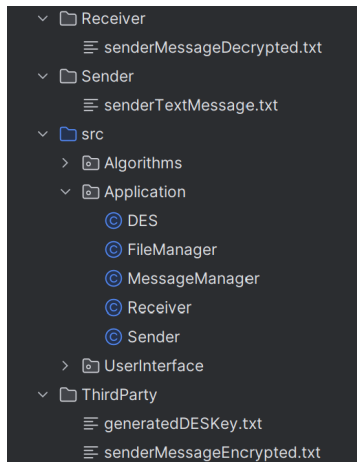 Receiver
senderMessageDecrypted.txt
Sender
senderTextMessage.txt
src
Algorithms
Application
C DES
C FileManager
C MessageManager
C Receiver
C Sender
UserInterface
ThirdParty
generatedDESKey.txt
senderMessageEncrypted.txt